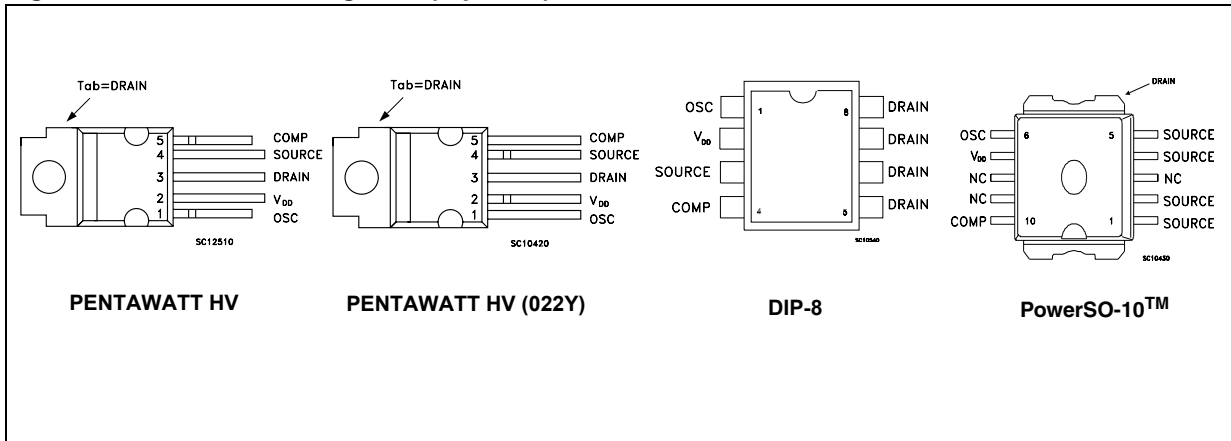 Tab=DRAIN
5 COMP
4 SOURCE
3 DRAIN
2 VDD
1 OSC
SC12510
PENTAWATT HV
Tab=DRAIN
5 COMP
4 SOURCE
3 DRAIN
2 VDD
1 OSC
SC10420
PENTAWATT HV (022Y)
OSC 1 8 DRAIN
VDD DRAIN
SOURCE DRAIN
COMP 4 5 DRAIN
SC10540
DIP-8
DRAIN
OSC 6 5 SOURCE
VDD SOURCE
NC NC
NC SOURCE
COMP 10 1 SOURCE
SC10430
PowerSO-10TM